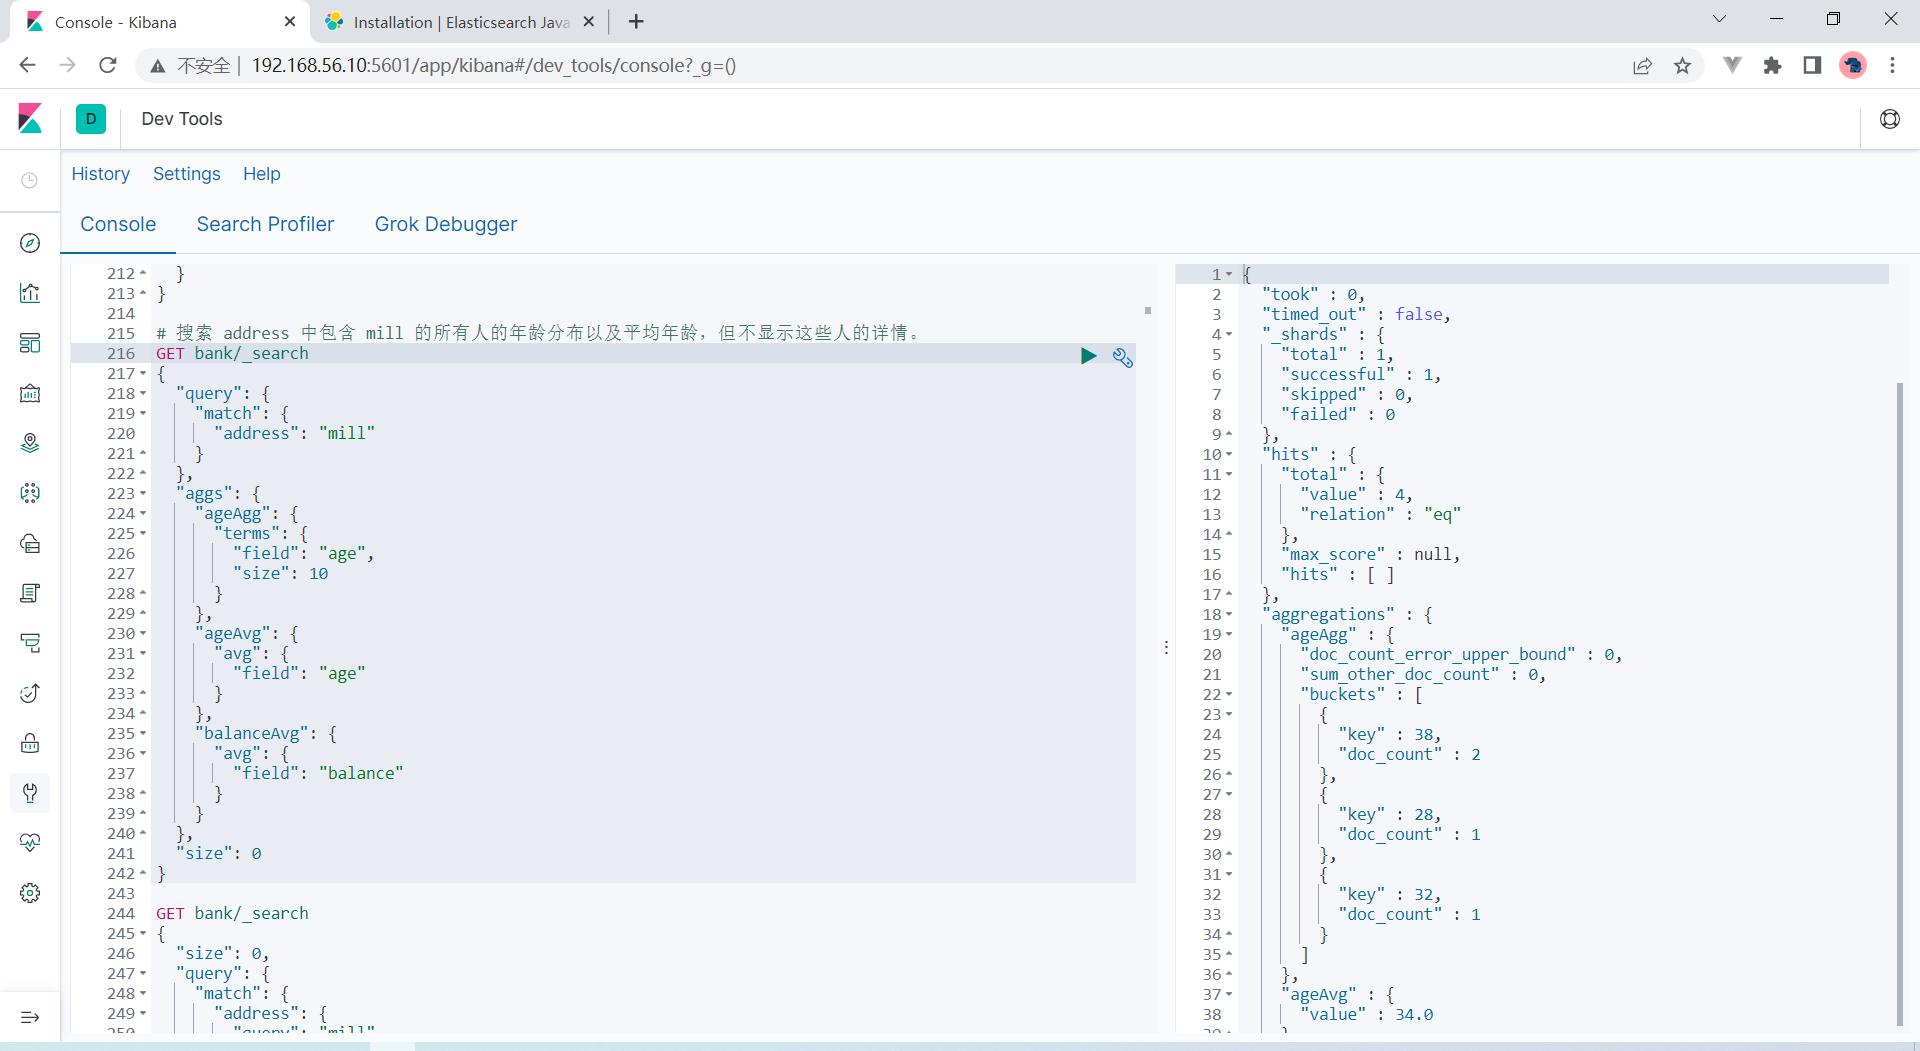 Console - Kibana
Installation | Elasticsearch Java
不安全 | 192.168.56.10:5601/app/kibana#/dev_tools/console?_g=()
D
Dev Tools
History Settings Help
Console Search Profiler Grok Debugger
212 }
213 }
214
215 # 搜索 address 中包含 mill 的所有人的年龄分布以及平均年龄，但不显示这些人的详情。
216 GET bank/_search
217 {
218 "query": {
219 "match": {
220 "address": "mill"
221 }
222 },
223 "aggs": {
224 "ageAgg": {
225 "terms": {
226 "field": "age",
227 "size": 10
228 }
229 },
230 "ageAvg": {
231 "avg": {
232 "field": "age"
233 }
234 },
235 "balanceAvg": {
236 "avg": {
237 "field": "balance"
238 }
239 }
240 },
241 "size": 0
242 }
243
244 GET bank/_search
245 {
246 "size": 0,
247 "query": {
248 "match": {
249 "address": {
250 "query": "mill"
1 {
2 "took" : 0,
3 "timed_out" : false,
4 "_shards" : {
5 "total" : 1,
6 "successful" : 1,
7 "skipped" : 0,
8 "failed" : 0
9 },
10 "hits" : {
11 "total" : {
12 "value" : 4,
13 "relation" : "eq"
14 },
15 "max_score" : null,
16 "hits" : [ ]
17 },
18 "aggregations" : {
19 "ageAgg" : {
20 "doc_count_error_upper_bound" : 0,
21 "sum_other_doc_count" : 0,
22 "buckets" : [
23 {
24 "key" : 38,
25 "doc_count" : 2
26 },
27 {
28 "key" : 28,
29 "doc_count" : 1
30 },
31 {
32 "key" : 32,
33 "doc_count" : 1
34 }
35 ]
36 },
37 "ageAvg" : {
38 "value" : 34.0
39 }